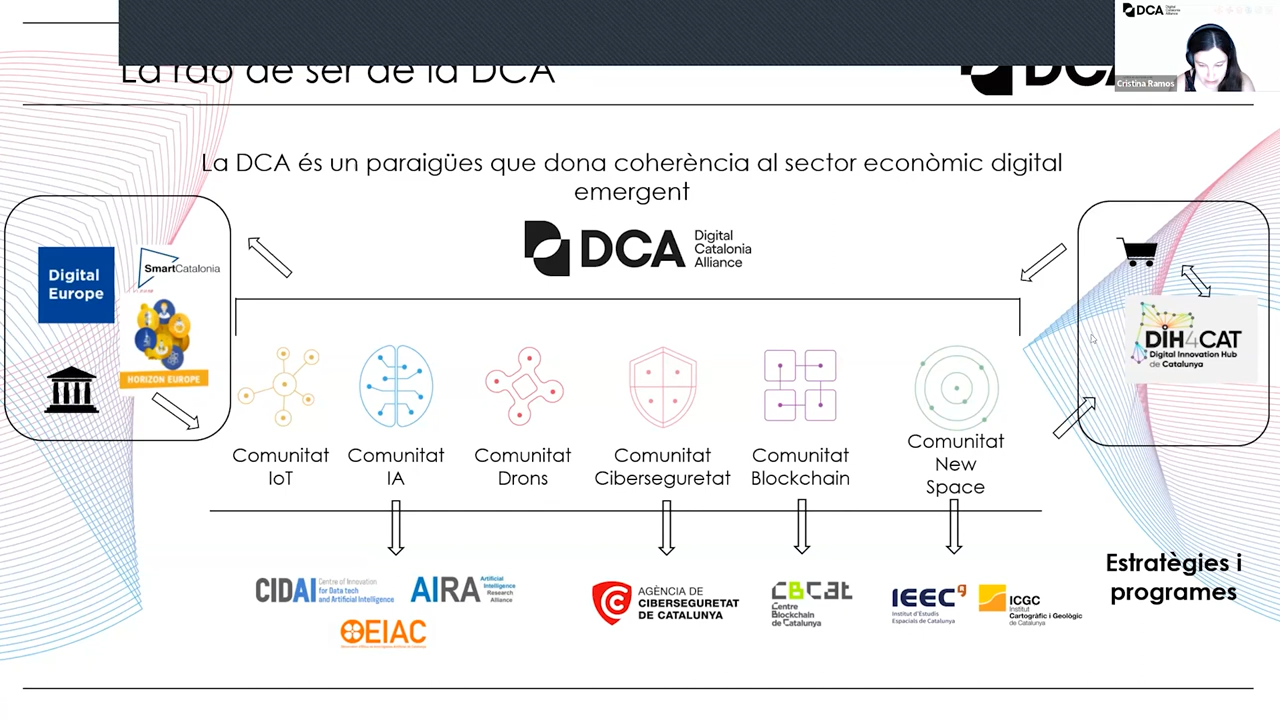 La raó de ser de la DCA
DCA
DCA Digital Catalonia Alliance
Cristina Ramos
La DCA és un paraigües que dona coherència al sector econòmic digital
emergent
DCA
Digital
Catalonia
Alliance
Digital
Europe
SmartCatalonia
HORIZON EUROPE
DIH4CAT
Digital Innovation Hub
de Catalunya
Comunitat
IoT
Comunitat
IA
Comunitat
Drons
Comunitat
Ciberseguretat
Comunitat
Blockchain
Comunitat
New
Space
CIDAI
Centre of Innovation
for Data tech
and Artificial Intelligence
AIRA
Artificial
Intelligence
Research
Alliance
OEIAC
AGÈNCIA DE
CIBERSEGURETAT
DE CATALUNYA
CBCat
Centre
Blockchain
de Catalunya
IEEC
Institut d'Estudis
Espacials de Catalunya
ICGC
Institut
Cartogràfic i Geològic
de Catalunya
Estratègies i
programes